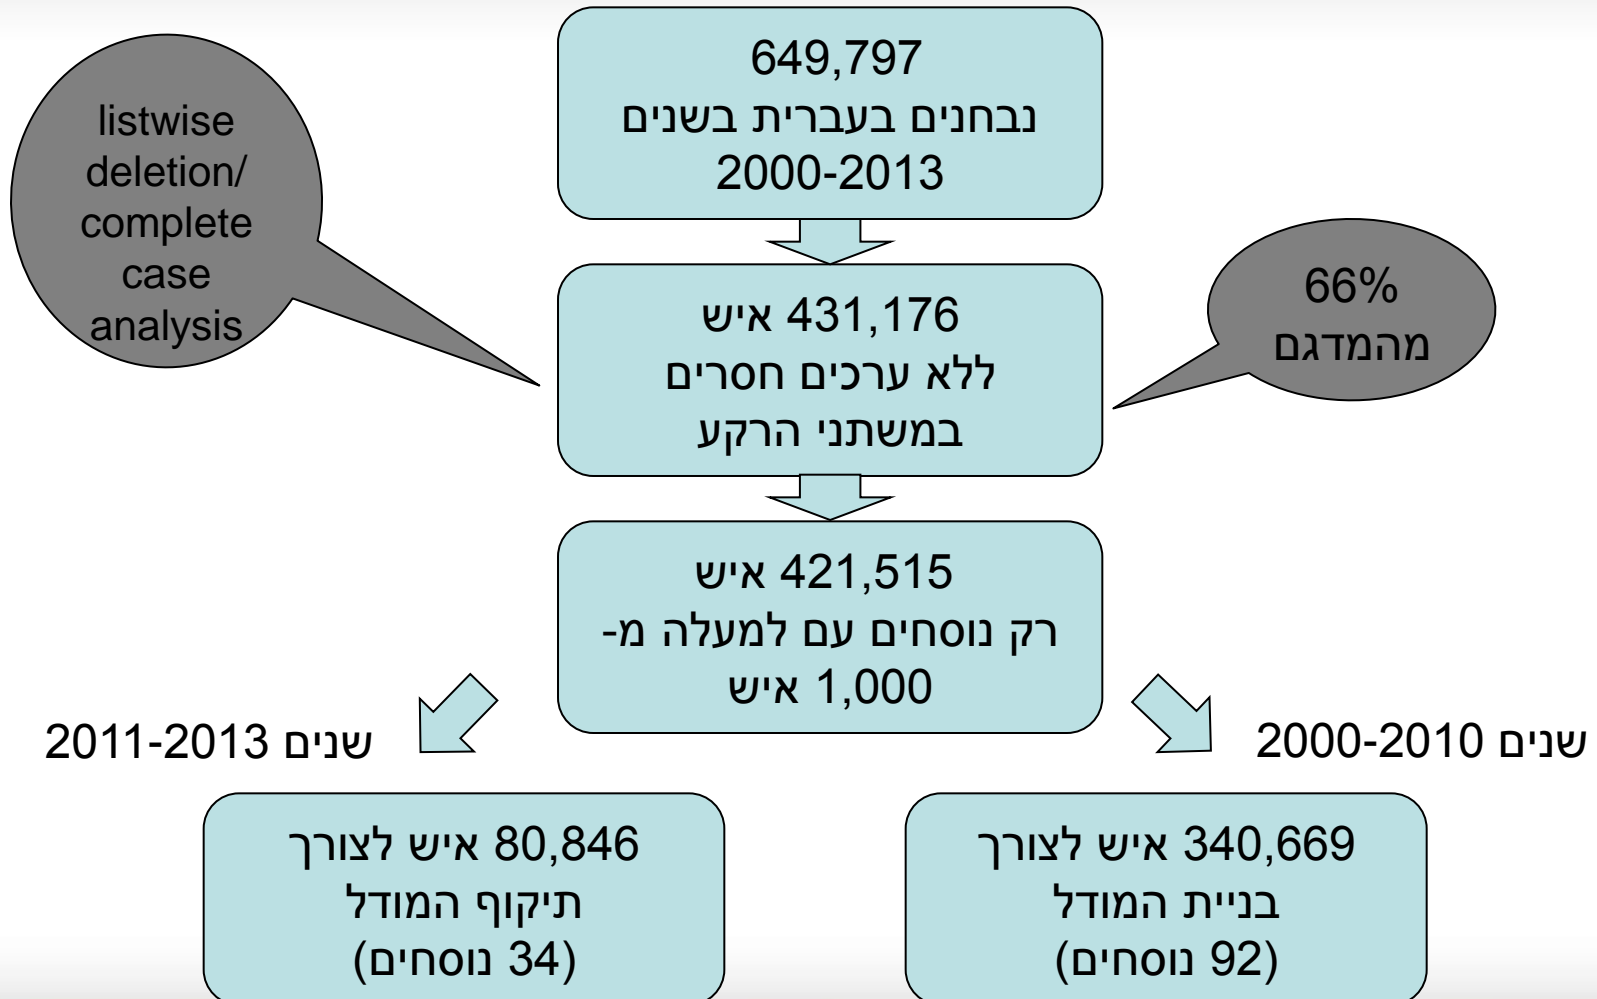 649,797
נבחנים בעברית בשנים
2000-2013
listwise
deletion/
complete
case
analysis
431,176 איש
ללא ערכים חסרים
במשתני הרקע
66%
מהמדגם
421,515 איש
רק נוסחים עם למעלה מ-
1,000 איש
שנים 2000-2010
שנים 2011-2013
340,669 איש לצורך
בניית המודל
(92 נוסחים)
80,846 איש לצורך
תיקוף המודל
(34 נוסחים)